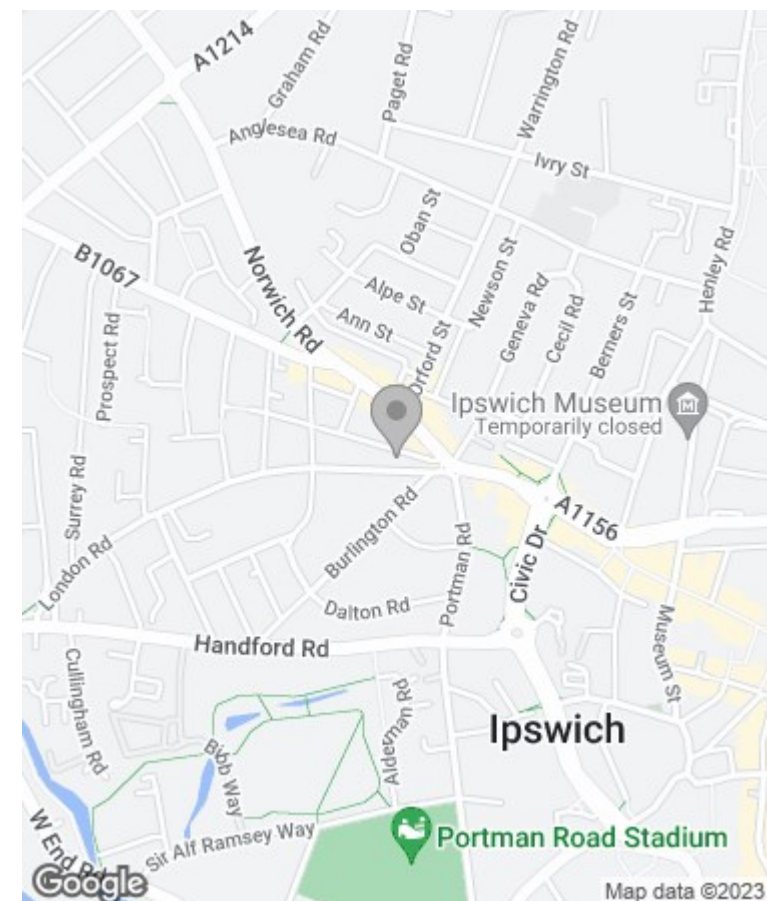 A1214
Graham Rd
Paget Rd
Warrington Rd
Anglesea Rd
Ivry St
Oban St
B1067
Norwich Rd
Alpe St
Newson St
Henley Rd
Ann St
Geneva Rd
Cecil Rd
Berners St
Prospect Rd
Orford St
Ipswich Museum
Temporarily closed
Surrey Rd
London Rd
Burlington Rd
A1156
Portman Rd
Civic Dr
Dalton Rd
Handford Rd
Museum St
Cullingham Rd
Alderman Rd
Ipswich
Bibb Way
Sir Alf Ramsey Way
Portman Road Stadium
W End Rd
Google
Map data ©2023